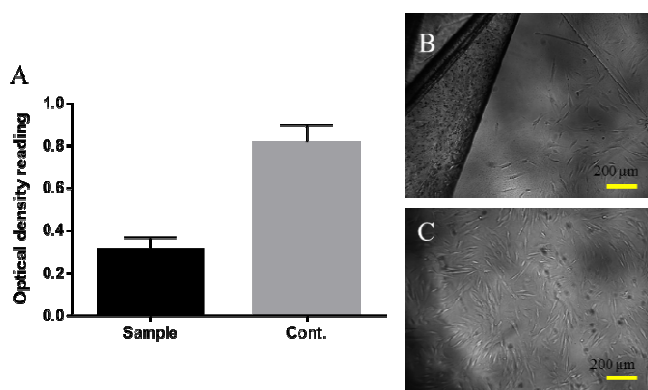 A
Optical density reading
1.0
0.8
0.6
0.4
0.2
0.0
Sample
Cont.
B
200 µm
C
200 µm